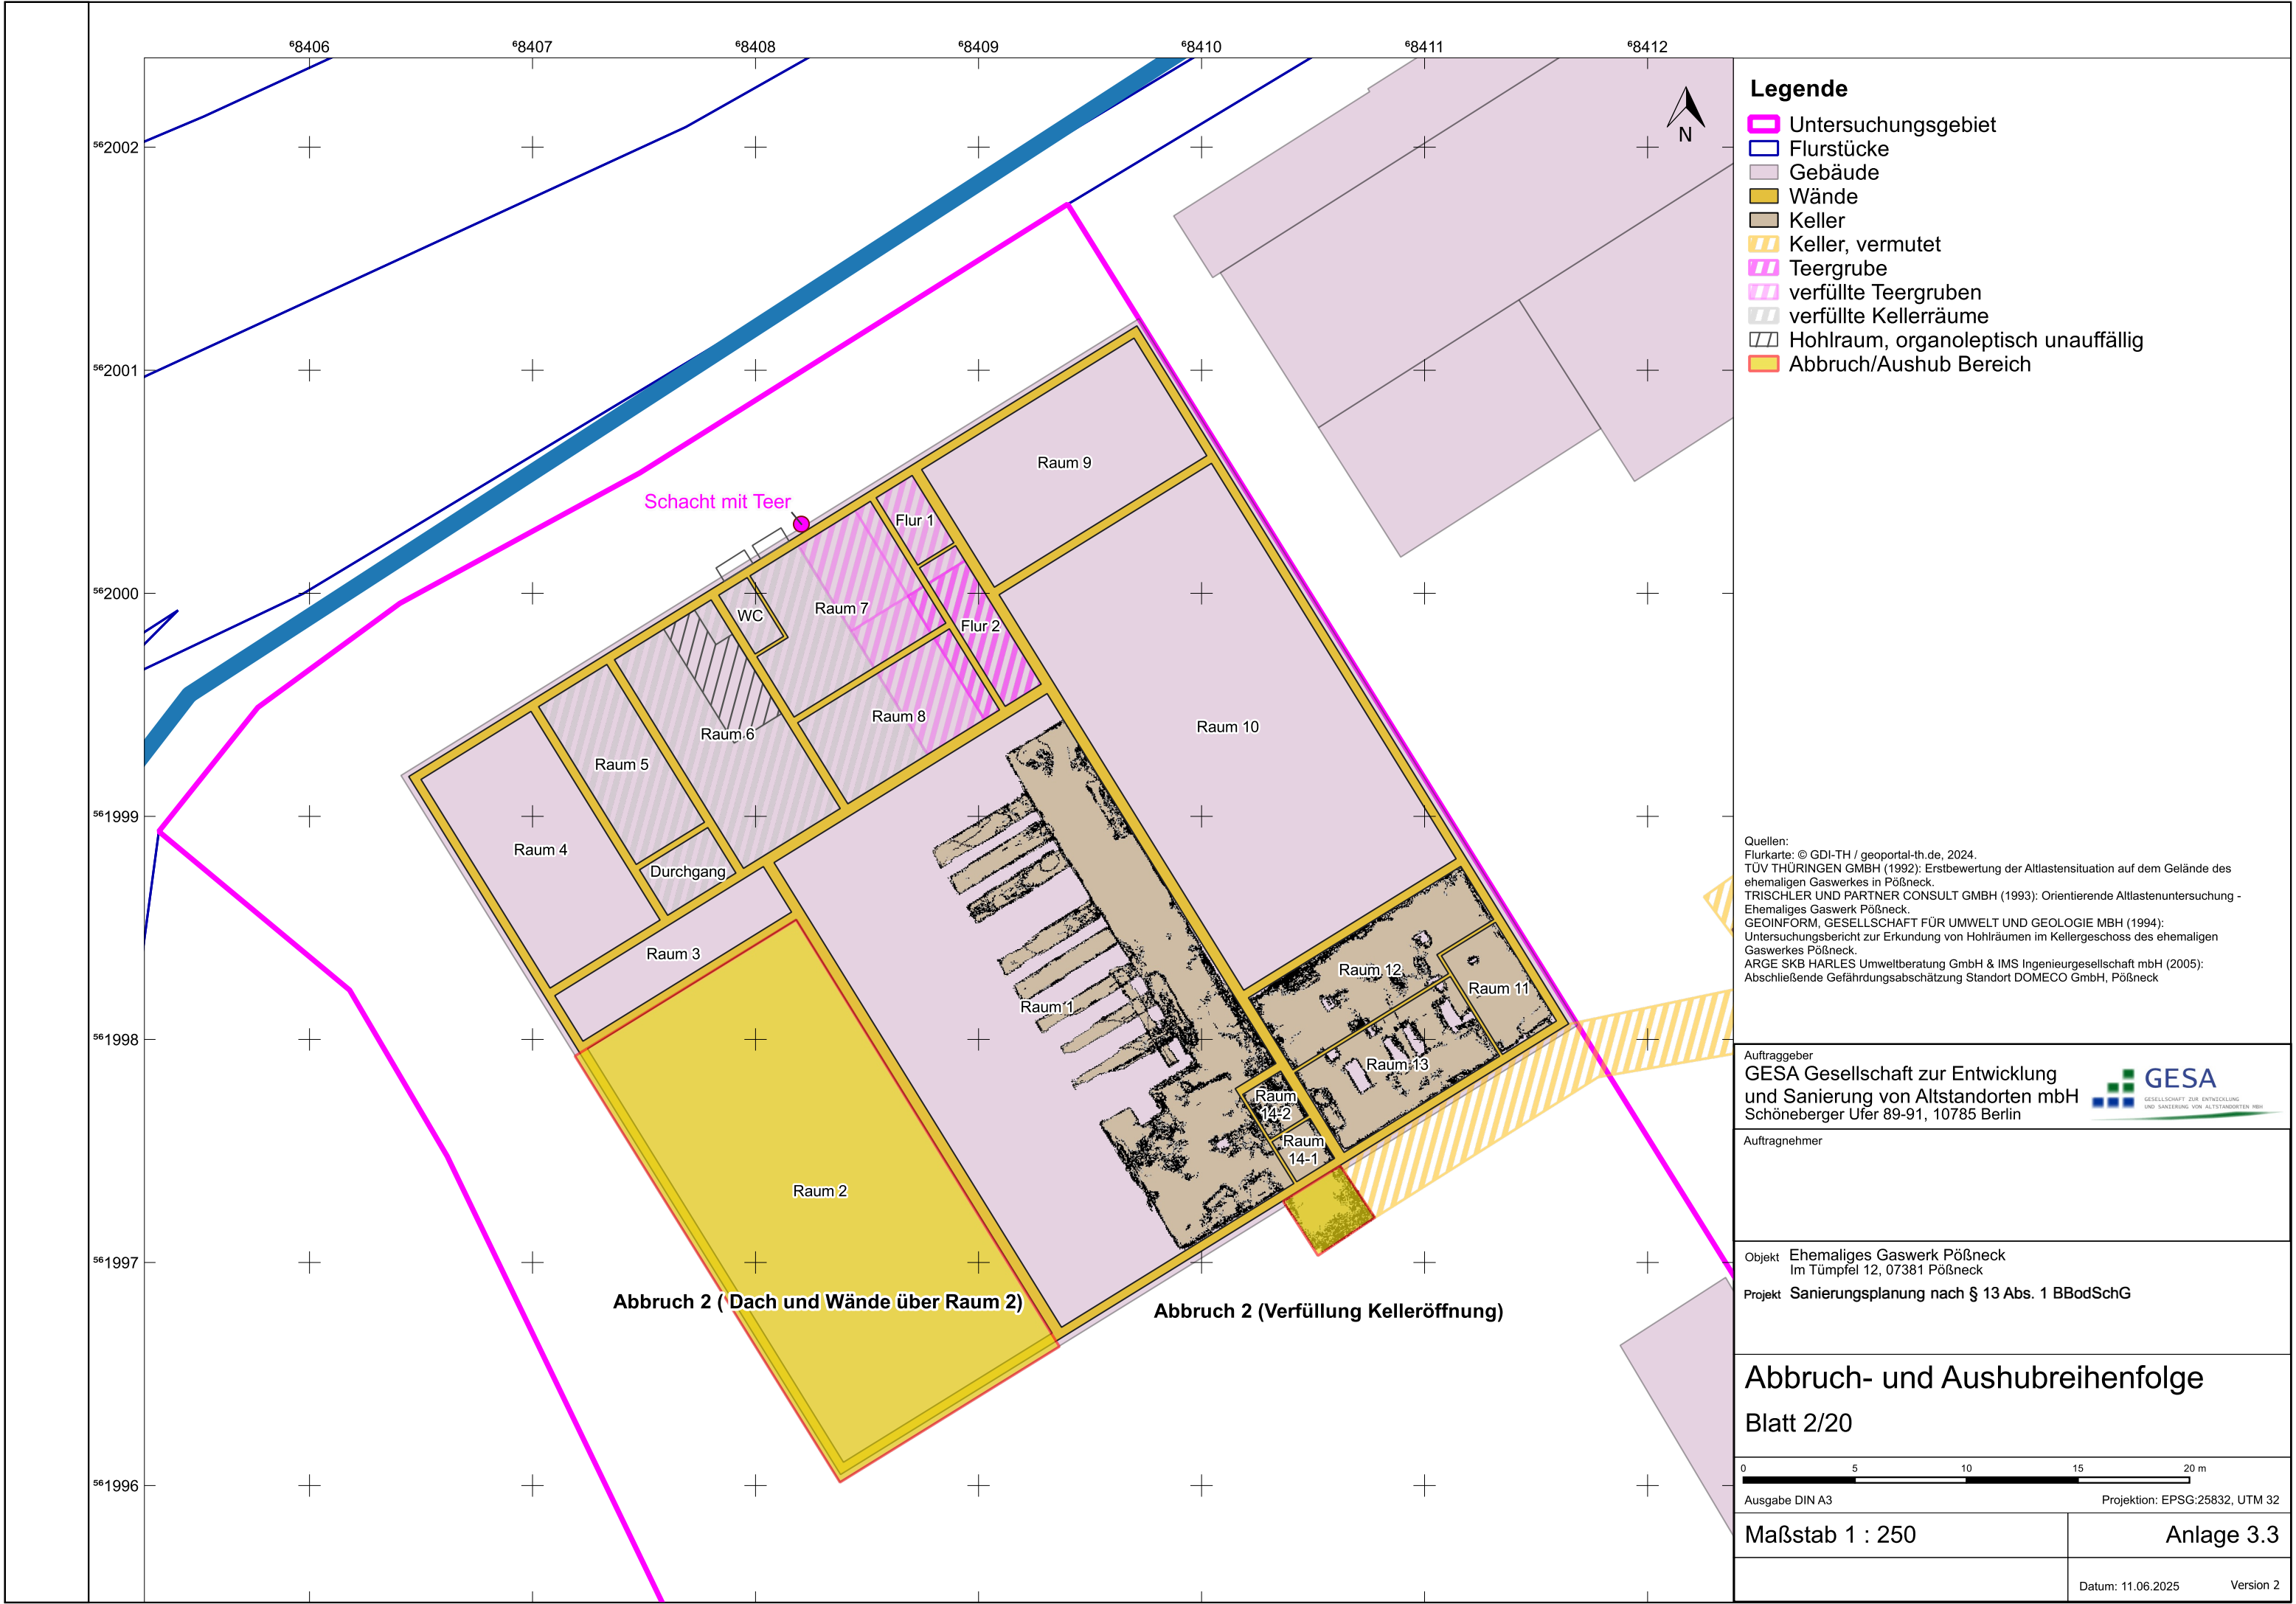 ⁶8406 ⁶8407 ⁶8408 ⁶8409 ⁶8410 ⁶8411 ⁶8412
⁵⁶2002
⁵⁶2001
⁵⁶2000
⁵⁶1999
⁵⁶1998
⁵⁶1997
⁵⁶1996
N
Schacht mit Teer
Raum 9
Flur 1
WC
Raum 7
Flur 2
Raum 8
Raum 6
Raum 10
Raum 5
Raum 4
Durchgang
Raum 3
Raum 12
Raum 11
Raum 1
Raum 13
Raum
14-2
Raum
14-1
Raum 2
Abbruch 2 ( Dach und Wände über Raum 2)
Abbruch 2 (Verfüllung Kelleröffnung)
Legende
Untersuchungsgebiet
Flurstücke
Gebäude
Wände
Keller
Keller, vermutet
Teergrube
verfüllte Teergruben
verfüllte Kellerräume
Hohlraum, organoleptisch unauffällig
Abbruch/Aushub Bereich
Quellen:
Flurkarte: © GDI-TH / geoportal-th.de, 2024.
TÜV THÜRINGEN GMBH (1992): Erstbewertung der Altlastensituation auf dem Gelände des
ehemaligen Gaswerkes in Pößneck.
TRISCHLER UND PARTNER CONSULT GMBH (1993): Orientierende Altlastenuntersuchung -
Ehemaliges Gaswerk Pößneck.
GEOINFORM, GESELLSCHAFT FÜR UMWELT UND GEOLOGIE MBH (1994):
Untersuchungsbericht zur Erkundung von Hohlräumen im Kellergeschoss des ehemaligen
Gaswerkes Pößneck.
ARGE SKB HARLES Umweltberatung GmbH & IMS Ingenieurgesellschaft mbH (2005):
Abschließende Gefährdungsabschätzung Standort DOMECO GmbH, Pößneck
Auftraggeber
GESA Gesellschaft zur Entwicklung
und Sanierung von Altstandorten mbH
Schöneberger Ufer 89-91, 10785 Berlin
GESA
GESELLSCHAFT ZUR ENTWICKLUNG
UND SANIERUNG VON ALTSTANDORTEN MBH
Auftragnehmer
Objekt Ehemaliges Gaswerk Pößneck
Im Tümpfel 12, 07381 Pößneck
Projekt Sanierungsplanung nach § 13 Abs. 1 BBodSchG
Abbruch- und Aushubreihenfolge
Blatt 2/20
0 5 10 15 20 m
Ausgabe DIN A3 Projektion: EPSG:25832, UTM 32
Maßstab 1 : 250 Anlage 3.3
Datum: 11.06.2025 Version 2